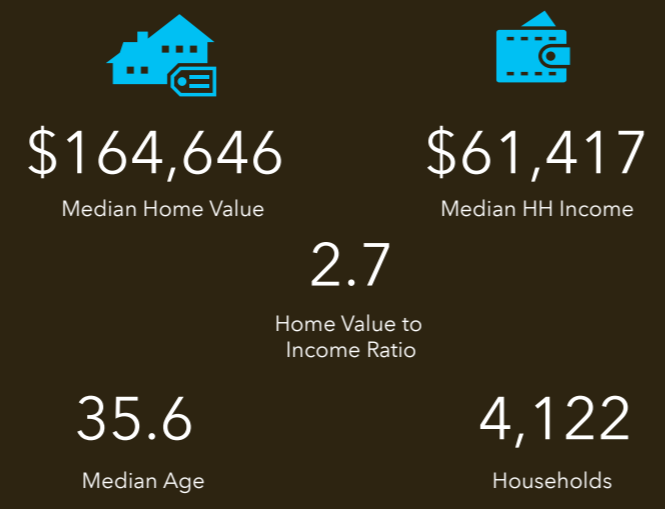 $164,646
Median Home Value
$61,417
Median HH Income
2.7
Home Value to
Income Ratio
35.6
Median Age
4,122
Households